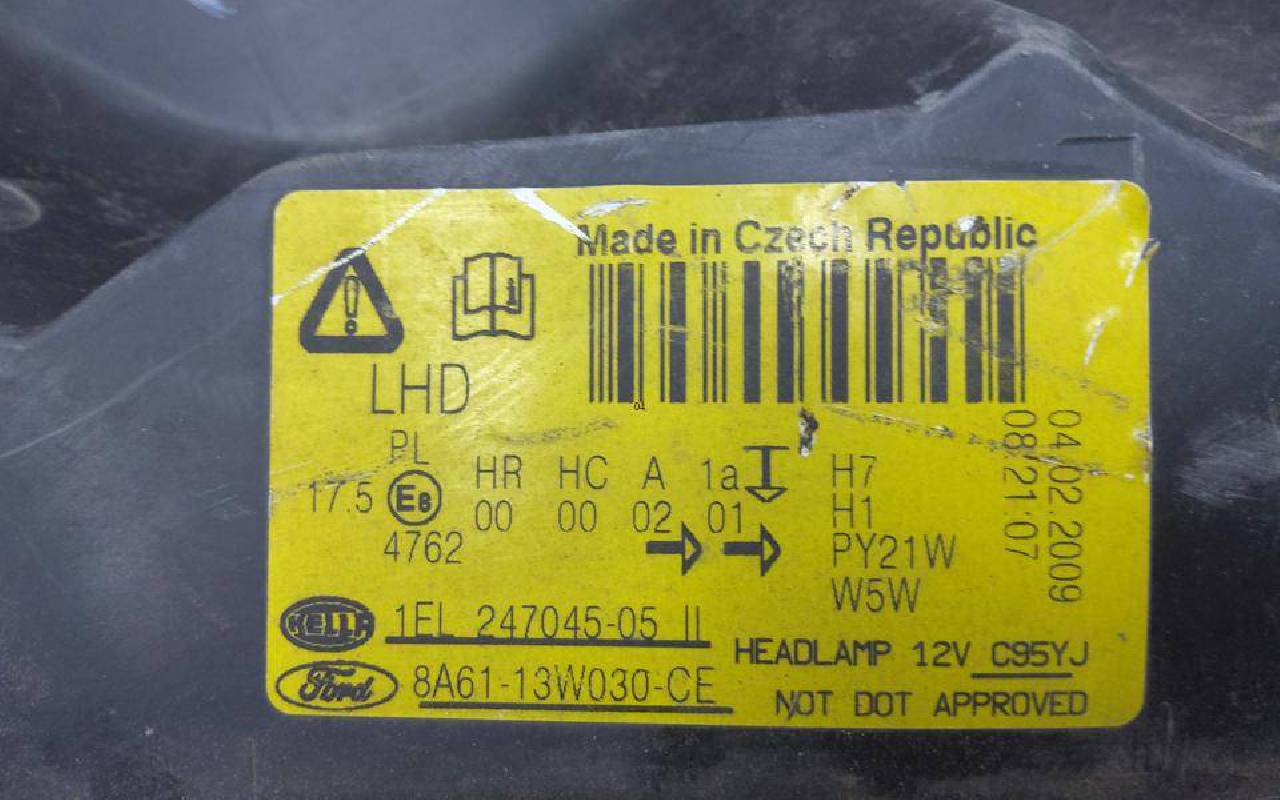 Made in Czech Republic
LHD
PL
HR HC A 1a H7
17.5 E8 00 00 02 01 H1
4762 PY21W
W5W
04.02.2009
08:21:07
HELLA 1EL 247045-05 II
HEADLAMP 12V C95YJ
Ford 8A61-13W030-CE
NOT DOT APPROVED